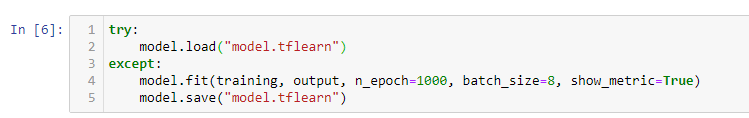 In [6]:
1 try:
2     model.load("model.tflearn")
3 except:
4     model.fit(training, output, n_epoch=1000, batch_size=8, show_metric=True)
5     model.save("model.tflearn")